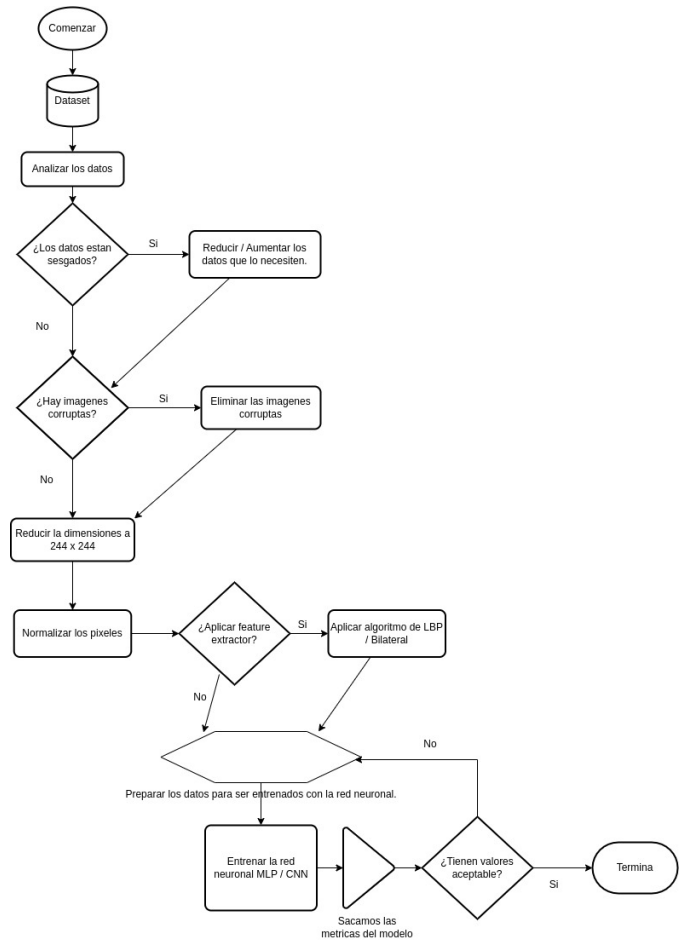 Comenzar
Dataset
Analizar los datos
¿Los datos estan
sesgados?
Si
Reducir / Aumentar los
datos que lo necesiten.
No
¿Hay imagenes
corruptas?
Si
Eliminar las imagenes
corruptas
No
Reducir la dimensiones a
244 x 244
Normalizar los pixeles
¿Aplicar feature
extractor?
Si
Aplicar algoritmo de LBP
/ Bilateral
No
No
Preparar los datos para ser entrenados con la red neuronal.
Entrenar la red
neuronal MLP / CNN
Sacamos las
metricas del modelo
¿Tienen valores
aceptable?
Si
Termina